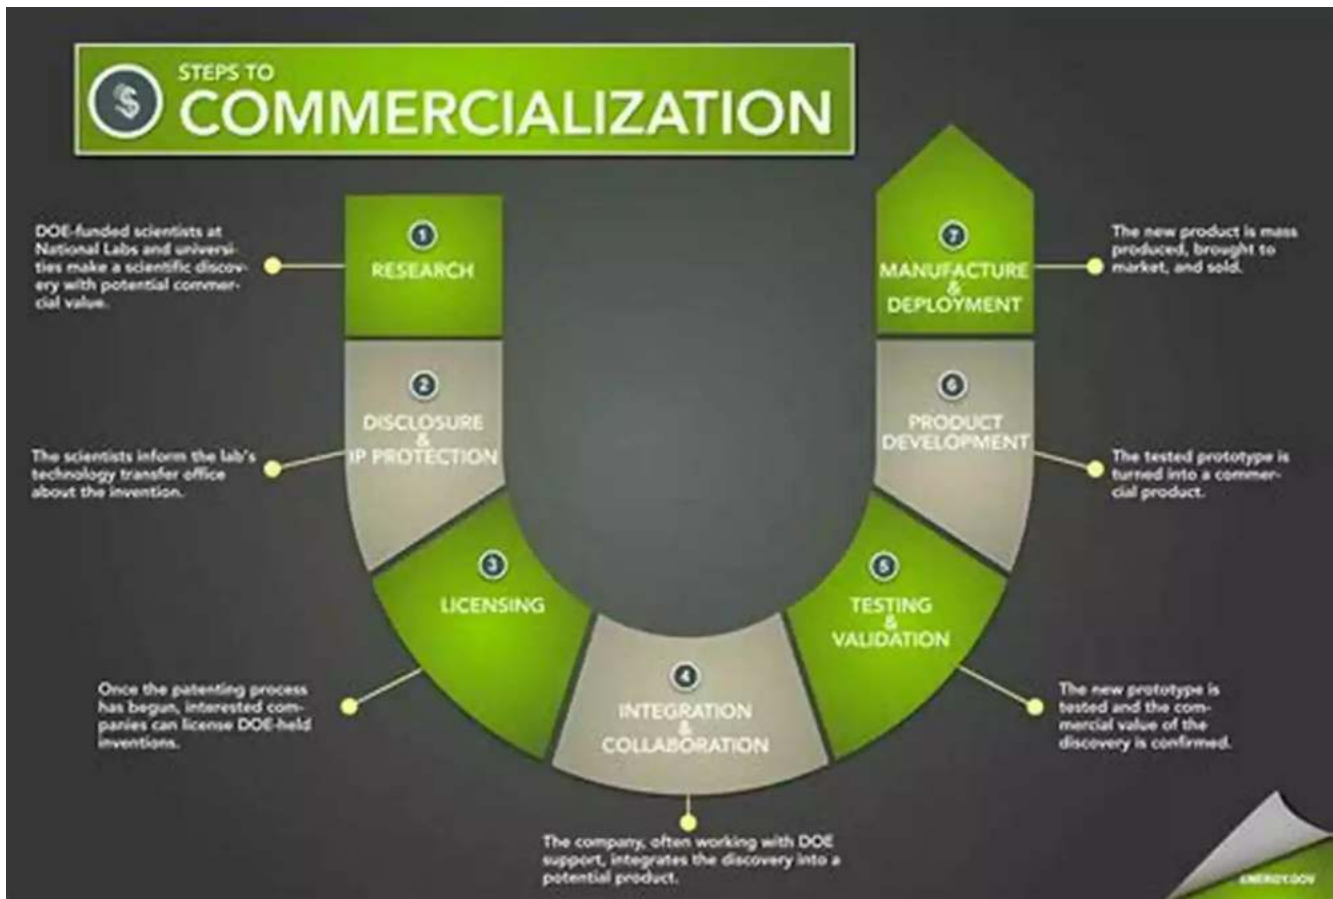 STEPS TO
COMMERCIALIZATION
1
RESEARCH
DOE-funded scientists at
National Labs and universi-
ties make a scientific discov-
ery with potential commer-
cial value.
2
DISCLOSURE
&
IP PROTECTION
The scientists inform the lab's
technology transfer office
about the invention.
3
LICENSING
Once the patenting process
has begun, interested com-
panies can license DOE-held
inventions.
4
INTEGRATION
&
COLLABORATION
The company, often working with DOE
support, integrates the discovery into a
potential product.
5
TESTING
&
VALIDATION
The new prototype is
tested and the com-
mercial value of the
discovery is confirmed.
6
PRODUCT
DEVELOPMENT
The tested prototype is
turned into a commer-
cial product.
7
MANUFACTURE
&
DEPLOYMENT
The new product is mass
produced, brought to
market, and sold.
ENERGY.GOV